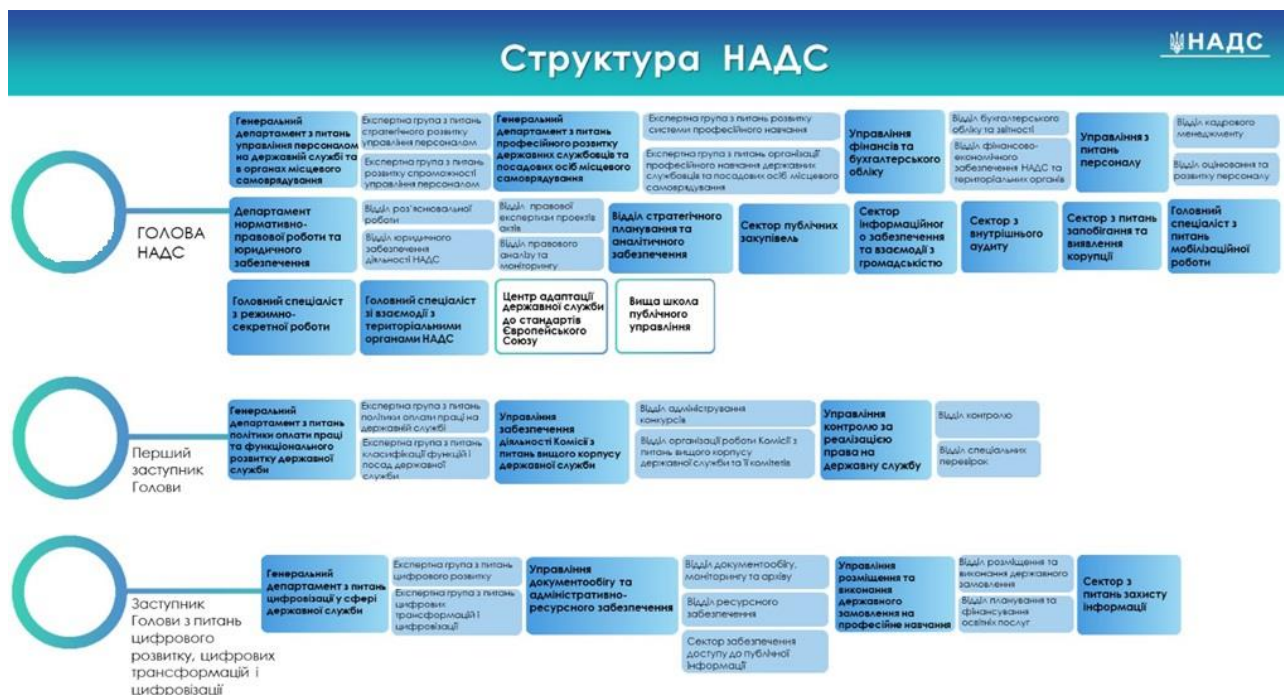 Структура НАДС
НАДС
ГОЛОВА
НАДС
Генеральний
департамент з питань
управління персоналом
на державній службі та
в органах місцевого
самоврядування
Експертна група з питань
стратегічного розвитку
управління персоналом
Експертна група з питань
розвитку спроможності
управління персоналом
Генеральний
департамент з питань
професійного розвитку
державних службовців та
посадових осіб місцевого
самоврядування
Експертна група з питань розвитку
системи професійного навчання
Експертна група з питань організації
професійного навчання державних
службовців та посадових осіб місцевого
самоврядування
Управління
фінансів та
бухгалтерського
обліку
Відділ бухгалтерського
обліку та звітності
Відділ фінансово-
економічного
забезпечення НАДС та
територіальних органів
Управління з
питань
персоналу
Відділ кадрового
менеджменту
Відділ оцінювання та
розвитку персоналу
Департамент
нормативно-
правової роботи та
юридичного
забезпечення
Відділ роз'яснювальної
роботи
Відділ юридичного
забезпечення
діяльності НАДС
Відділ правової
експертизи проектів
актів
Відділ правового
аналізу та
моніторингу
Відділ стратегічного
планування та
аналітичного
забезпечення
Сектор публічних
закупівель
Сектор
інформаційног
о забезпечення
та взаємодії з
громадськістю
Сектор з
внутрішнього
аудиту
Сектор з питань
запобігання та
виявлення
корупції
Головний
спеціаліст з
питань
мобілізаційної
роботи
Головний спеціаліст
з режимно-
секретної роботи
Головний спеціаліст
зі взаємодії з
територіальними
органами НАДС
Центр адаптації
державної служби
до стандартів
Європейського
Союзу
Вища школа
публічного
управління
Перший
заступник
Голови
Генеральний
департамент з питань
політики оплати праці
та функціонального
розвитку державної
служби
Експертна група з питань
політики оплати праці на
державній службі
Експертна група з питань
класифікації функцій і
посад державної
служби
Управління
забезпечення
діяльності Комісії з
питань вищого корпусу
державної служби
Відділ адміністрування
конкурсів
Відділ організації роботи Комісії з
питань вищого корпусу
державної служби та її комітетів
Управління
контролю за
реалізацією
права на
державну службу
Відділ контролю
Відділ спеціальних
перевірок
Заступник
Голови з питань
цифрового
розвитку, цифрових
трансформацій і
цифровізації
Генеральний
департамент з питань
цифровізації у сфері
державної служби
Експертна група з питань
цифрового розвитку
Експертна група з питань
цифрових
трансформацій і
цифровізації
Управління
документообігу та
адміністративно-
ресурсного забезпечення
Відділ документообігу,
моніторингу та архіву
Відділ ресурсного
забезпечення
Сектор забезпечення
доступу до публічної
інформації
Управління
розміщення та
виконання
державного
замовлення на
професійне навчання
Відділ розміщення та
виконання державного
замовлення
Відділ планування та
фінансування
освітніх послуг
Сектор з
питань захисту
інформації